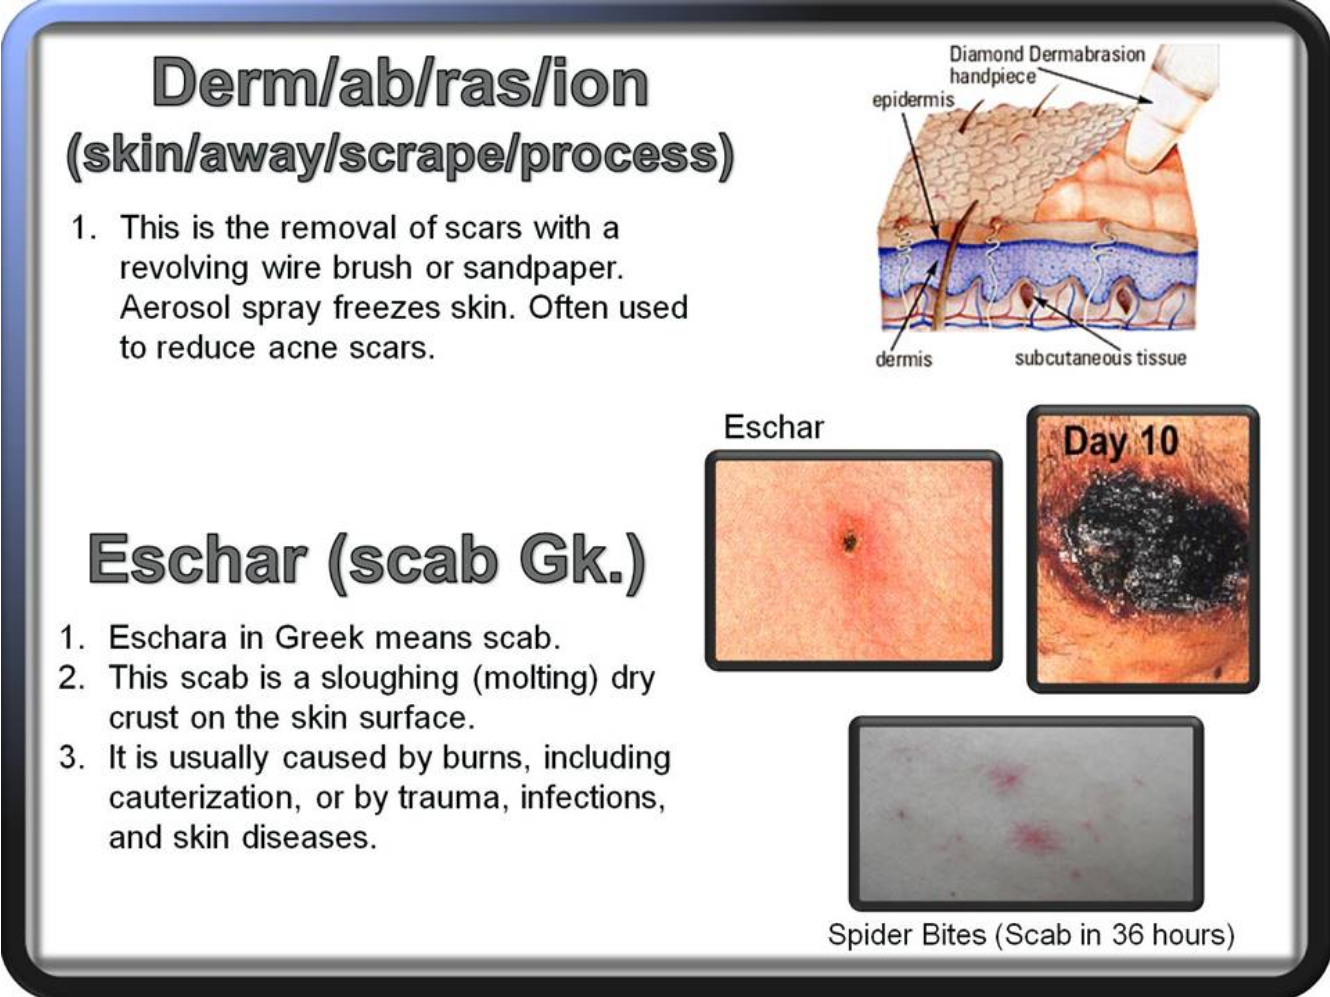 Derm/ab/ras/ion
(skin/away/scrape/process)
1. This is the removal of scars with a
revolving wire brush or sandpaper.
Aerosol spray freezes skin. Often used
to reduce acne scars.
Diamond Dermabrasion
handpiece
epidermis
dermis
subcutaneous tissue
Eschar
Day 10
Eschar (scab Gk.)
1. Eschara in Greek means scab.
2. This scab is a sloughing (molting) dry
crust on the skin surface.
3. It is usually caused by burns, including
cauterization, or by trauma, infections,
and skin diseases.
Spider Bites (Scab in 36 hours)